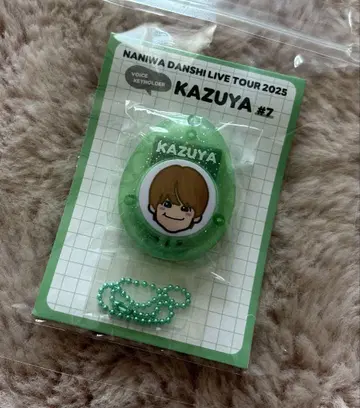 NANIWA DANSHI LIVE TOUR 2025
VOICE
KEYHOLDER
KAZUYA #2
KAZUYA